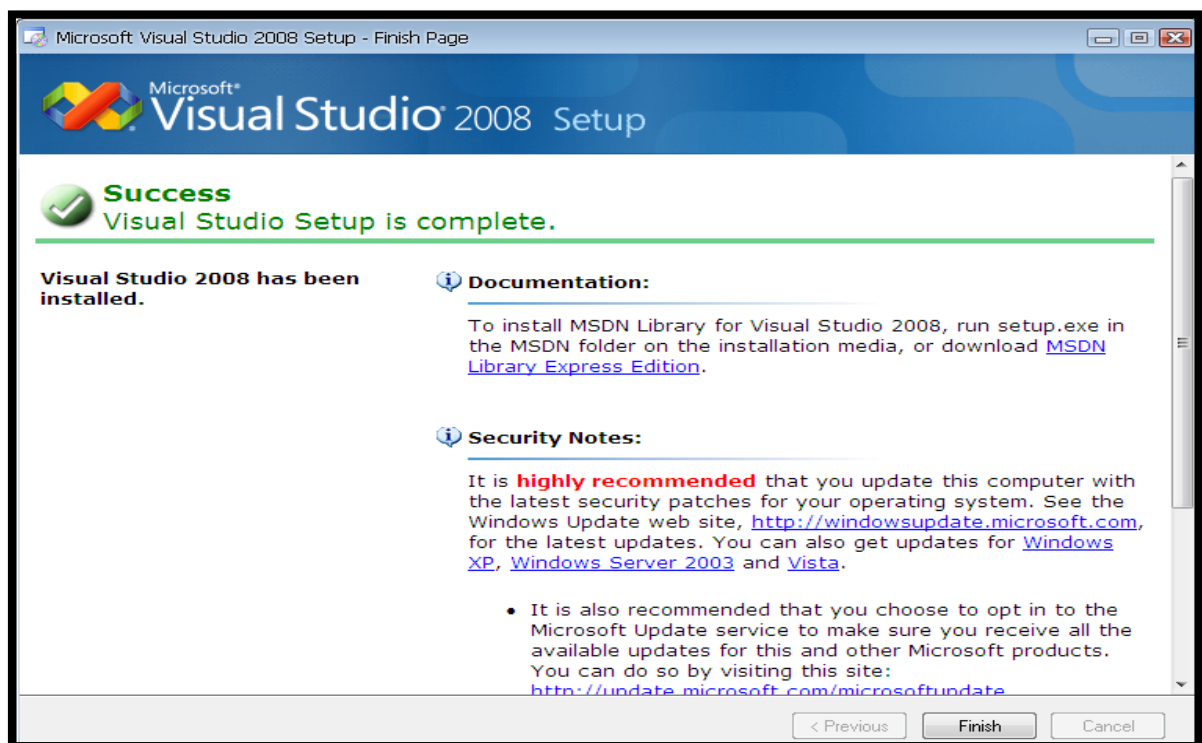 Microsoft Visual Studio 2008 Setup - Finish Page
Microsoft®
Visual Studio® 2008 Setup
Success
Visual Studio Setup is complete.
Visual Studio 2008 has been
installed.
Documentation:
To install MSDN Library for Visual Studio 2008, run setup.exe in
the MSDN folder on the installation media, or download MSDN
Library Express Edition.
Security Notes:
It is highly recommended that you update this computer with
the latest security patches for your operating system. See the
Windows Update web site, http://windowsupdate.microsoft.com,
for the latest updates. You can also get updates for Windows
XP, Windows Server 2003 and Vista.
• It is also recommended that you choose to opt in to the
Microsoft Update service to make sure you receive all the
available updates for this and other Microsoft products.
You can do so by visiting this site:
http://update.microsoft.com/microsoftupdate
< Previous
Finish
Cancel